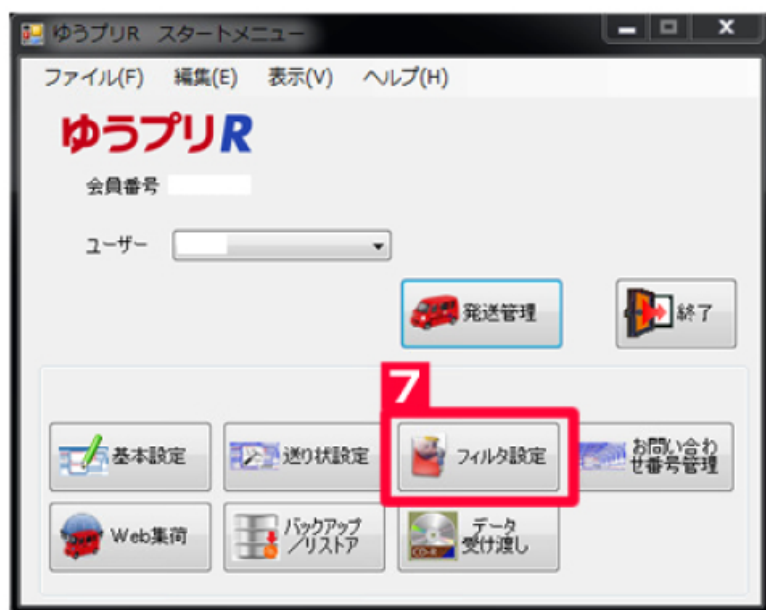 ゆうプリR スタートメニュー
ファイル(F) 編集(E) 表示(V) ヘルプ(H)
ゆうプリR
会員番号
ユーザー
発送管理
終了
7
基本設定
送り状設定
フィルタ設定
お問い合わ
せ番号管理
Web集荷
バックアップ
/リストア
CD-R
データ
受け渡し